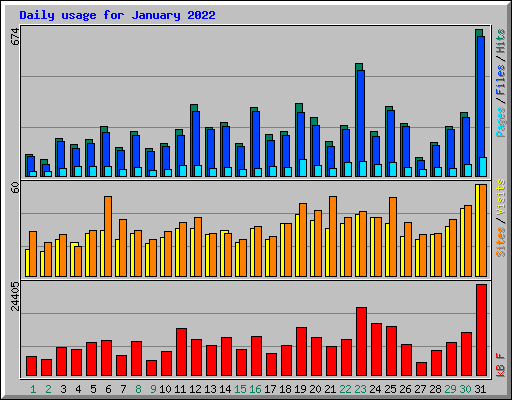 Daily usage for January 2022
674
Pages / Files / Hits
60
Sites / Visits
24405
kB F
1 2 3 4 5 6 7 8 9 10 11 12 13 14 15 16 17 18 19 20 21 22 23 24 25 26 27 28 29 30 31